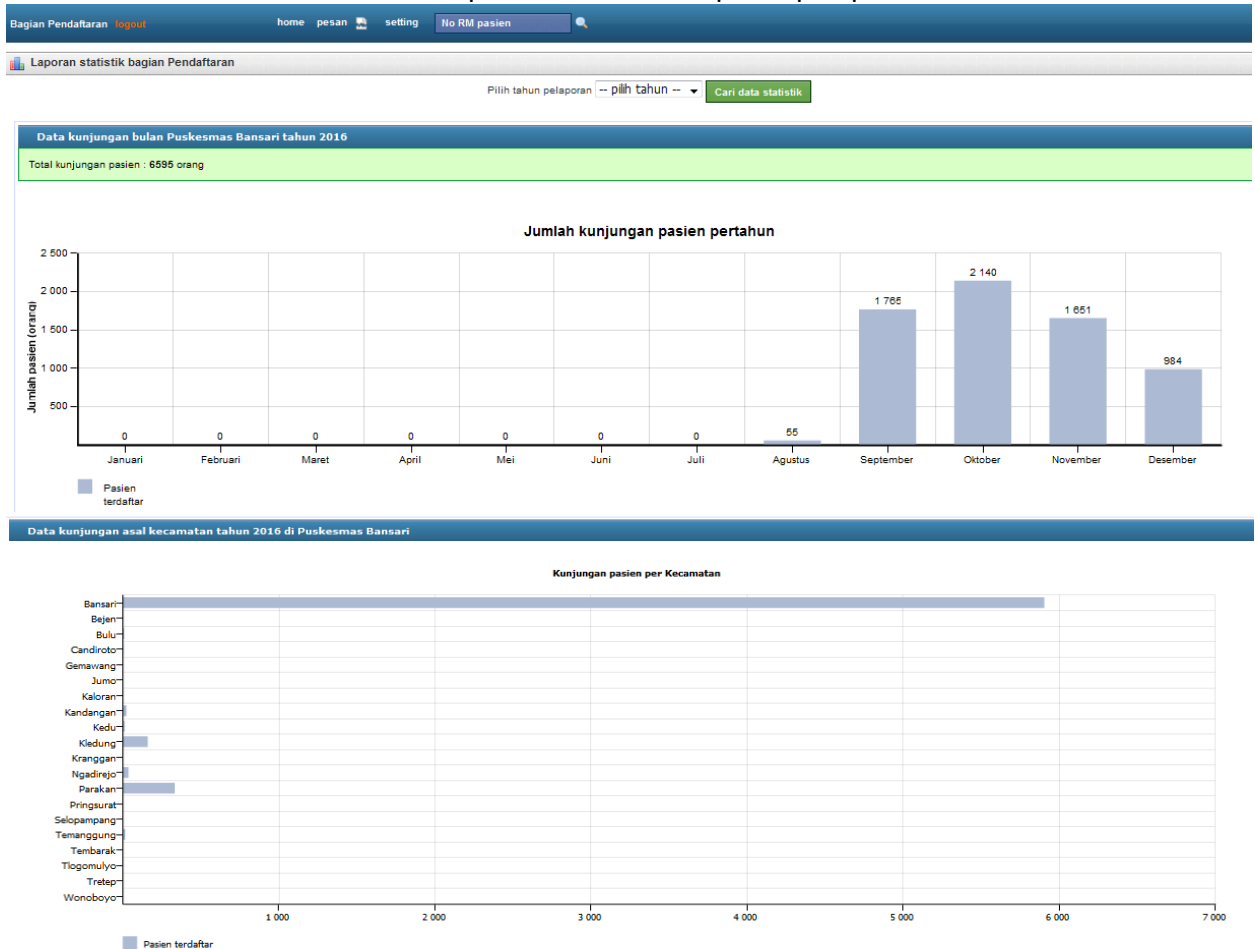 Bagian Pendaftaran logout home pesan setting No RM pasien
Laporan statistik bagian Pendaftaran
Pilih tahun pelaporan -- pilih tahun -- Cari data statistik
Data kunjungan bulan Puskesmas Bansari tahun 2016
Total kunjungan pasien : 6595 orang
Jumlah kunjungan pasien pertahun
Jumlah pasien (orang)
2 500
2 000
1 500
1 000
500
0 0 0 0 0 0 0 55 1 765 2 140 1 651 984
Januari Februari Maret April Mei Juni Juli Agustus September Oktober November Desember
Pasien
terdaftar
Data kunjungan asal kecamatan tahun 2016 di Puskesmas Bansari
Kunjungan pasien per Kecamatan
Bansari
Bejen
Bulu
Candiroto
Gemawang
Jumo
Kaloran
Kandangan
Kedu
Kledung
Kranggan
Ngadirejo
Parakan
Pringsurat
Selopampang
Temanggung
Tembarak
Tlogomulyo
Tretep
Wonoboyo
1 000 2 000 3 000 4 000 5 000 6 000 7 000
Pasien terdaftar